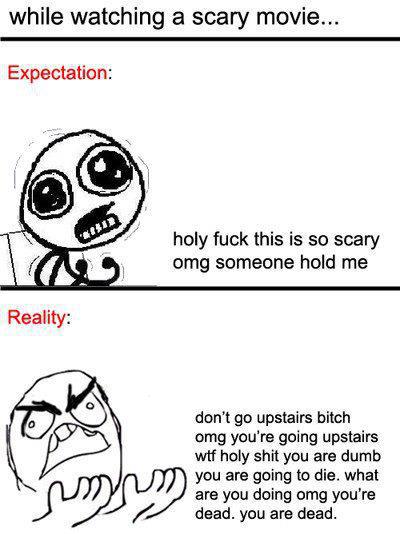 while watching a scary movie...
Expectation:
holy fuck this is so scary
omg someone hold me
Reality:
don't go upstairs bitch
omg you're going upstairs
wtf holy shit you are dumb
you are going to die. what
are you doing omg you're
dead. you are dead.